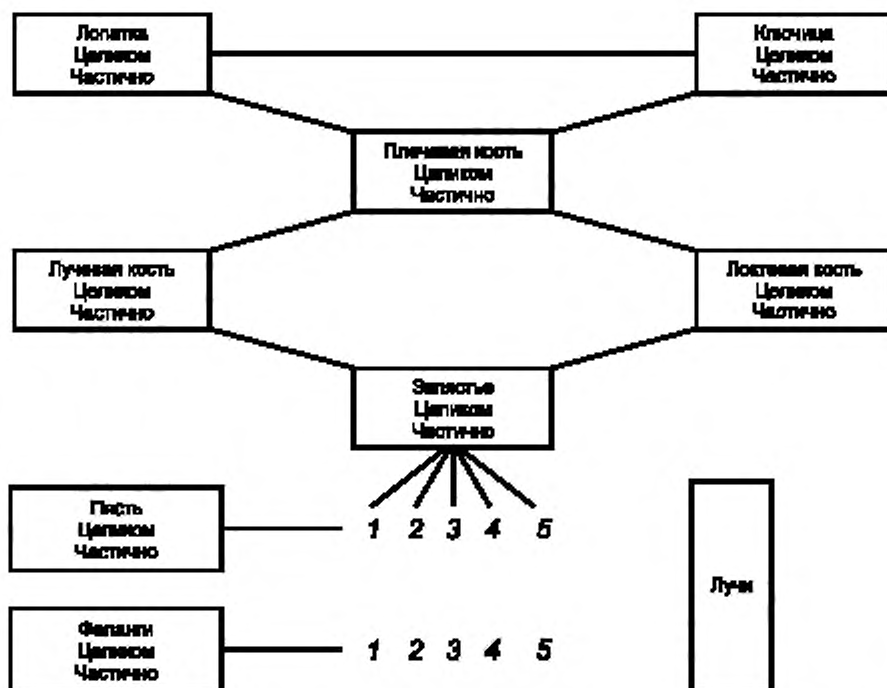 Лопатка
Целиком
Частично
Ключица
Целиком
Частично
Плечевая кость
Целиком
Частично
Лучевая кость
Целиком
Частично
Локтевая кость
Целиком
Частично
Запястье
Целиком
Частично
Пясть
Целиком
Частично
1 2 3 4 5
Лучи
Фаланги
Целиком
Частично
1 2 3 4 5